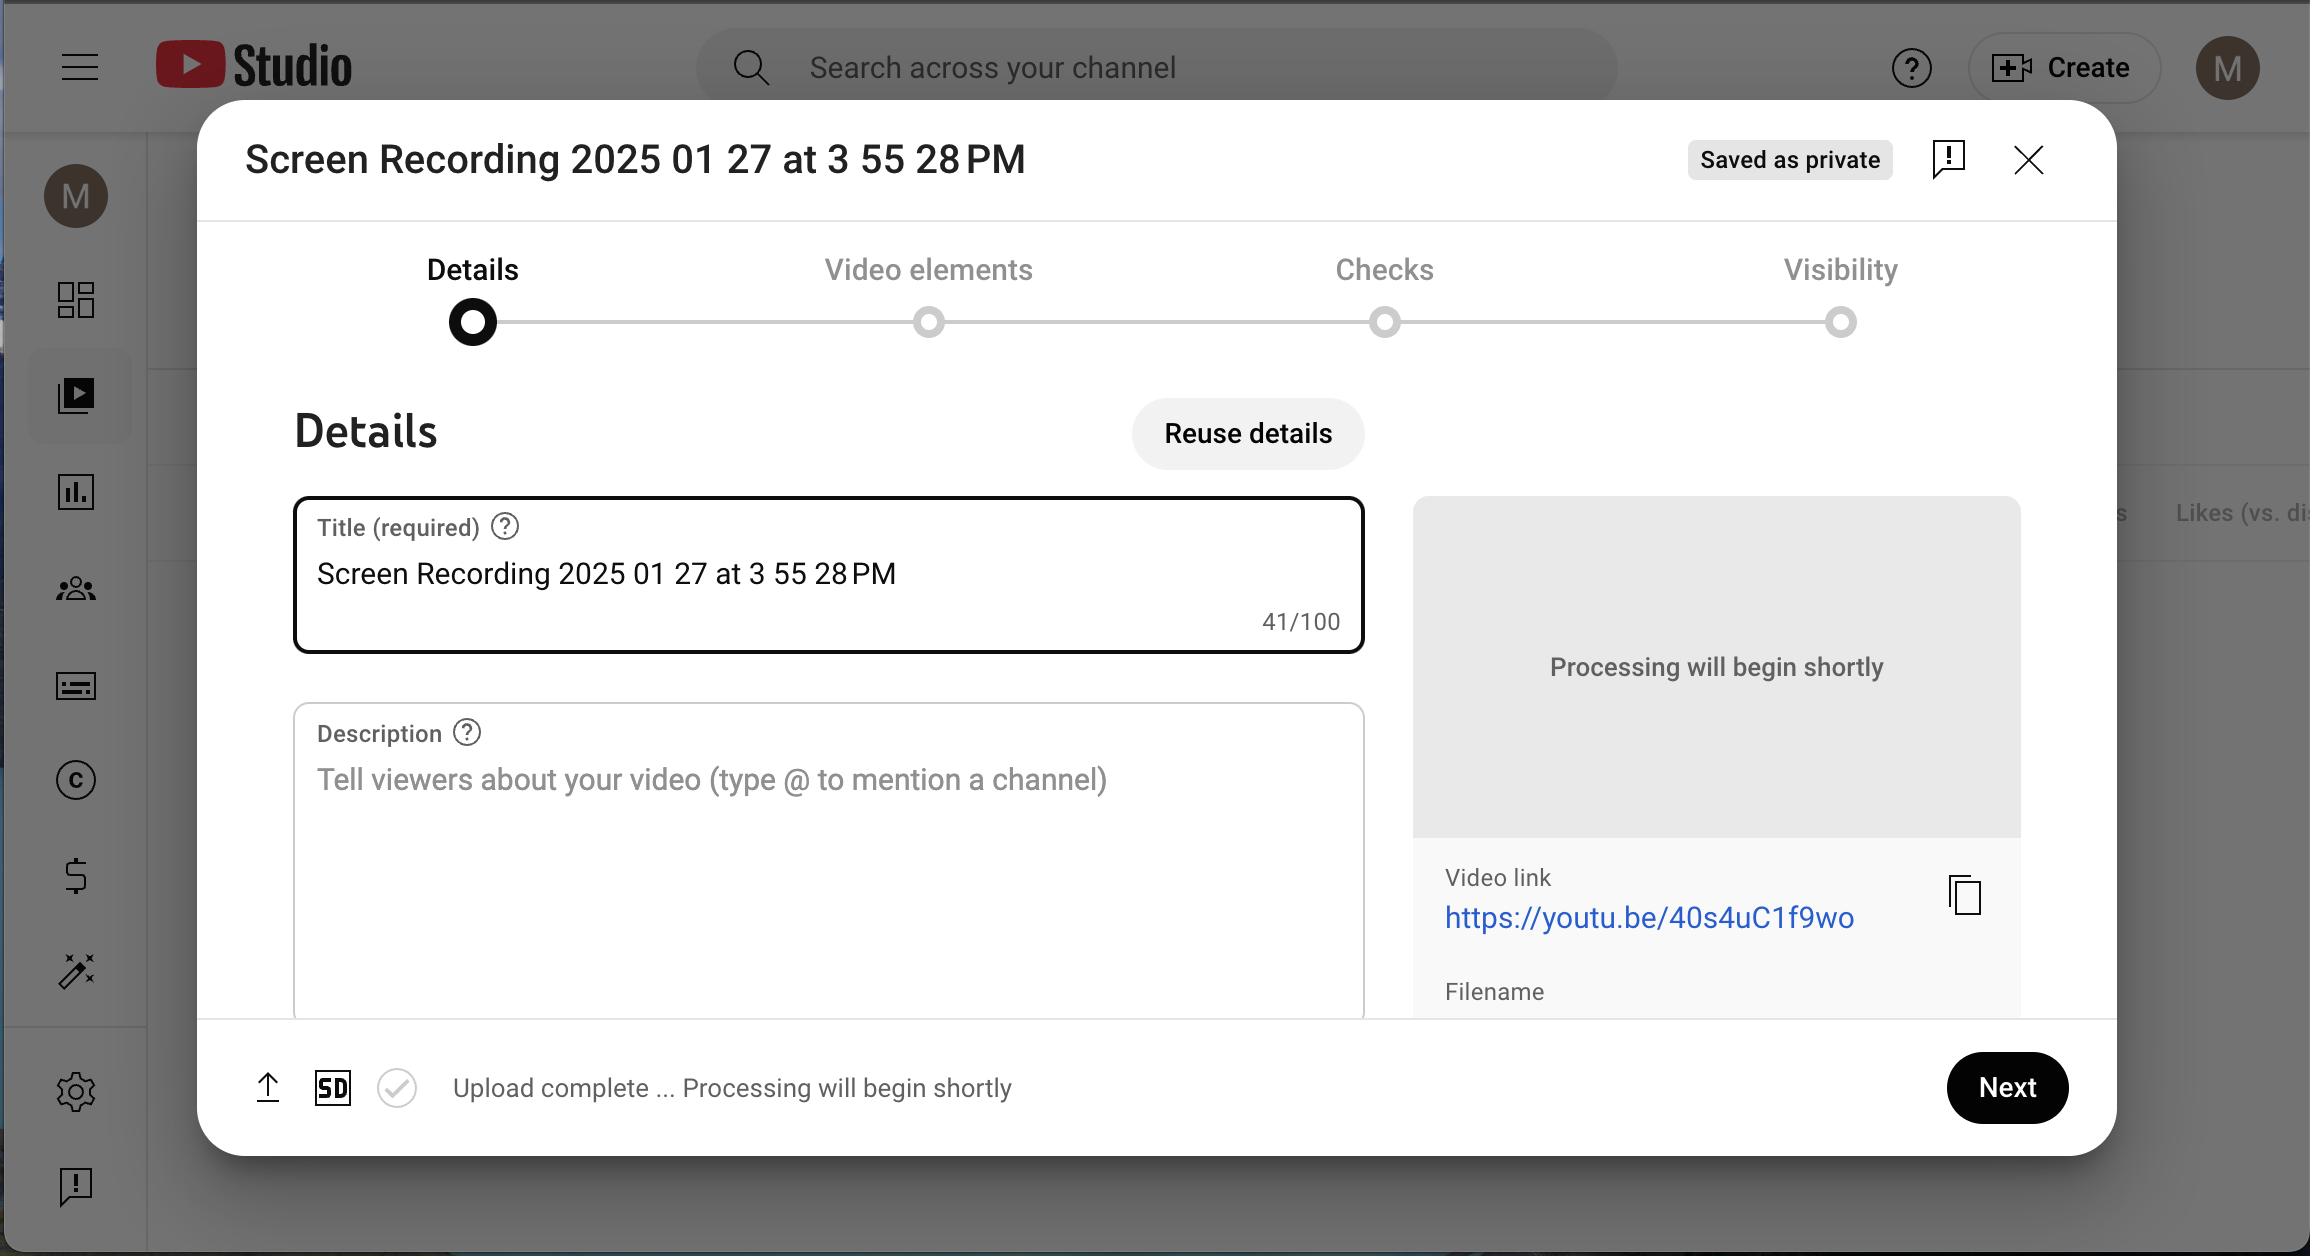 Studio
Search across your channel
?
Create
M
Screen Recording 2025 01 27 at 3 55 28 PM
Saved as private
M
Details
Video elements
Checks
Visibility
Details
Reuse details
Title (required) ?
Screen Recording 2025 01 27 at 3 55 28 PM
41/100
Processing will begin shortly
s
Likes (vs. di
Description ?
Tell viewers about your video (type @ to mention a channel)
Video link
https://youtu.be/40s4uC1f9wo
Filename
SD
Upload complete ... Processing will begin shortly
Next